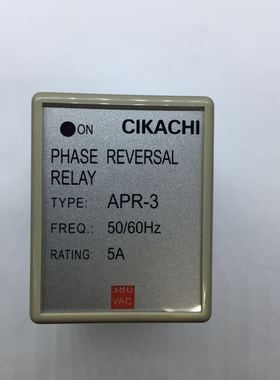 ON CIKACHI
PHASE REVERSAL
RELAY
TYPE: APR-3
FREQ.: 50/60Hz
RATING: 5A
380
VAC